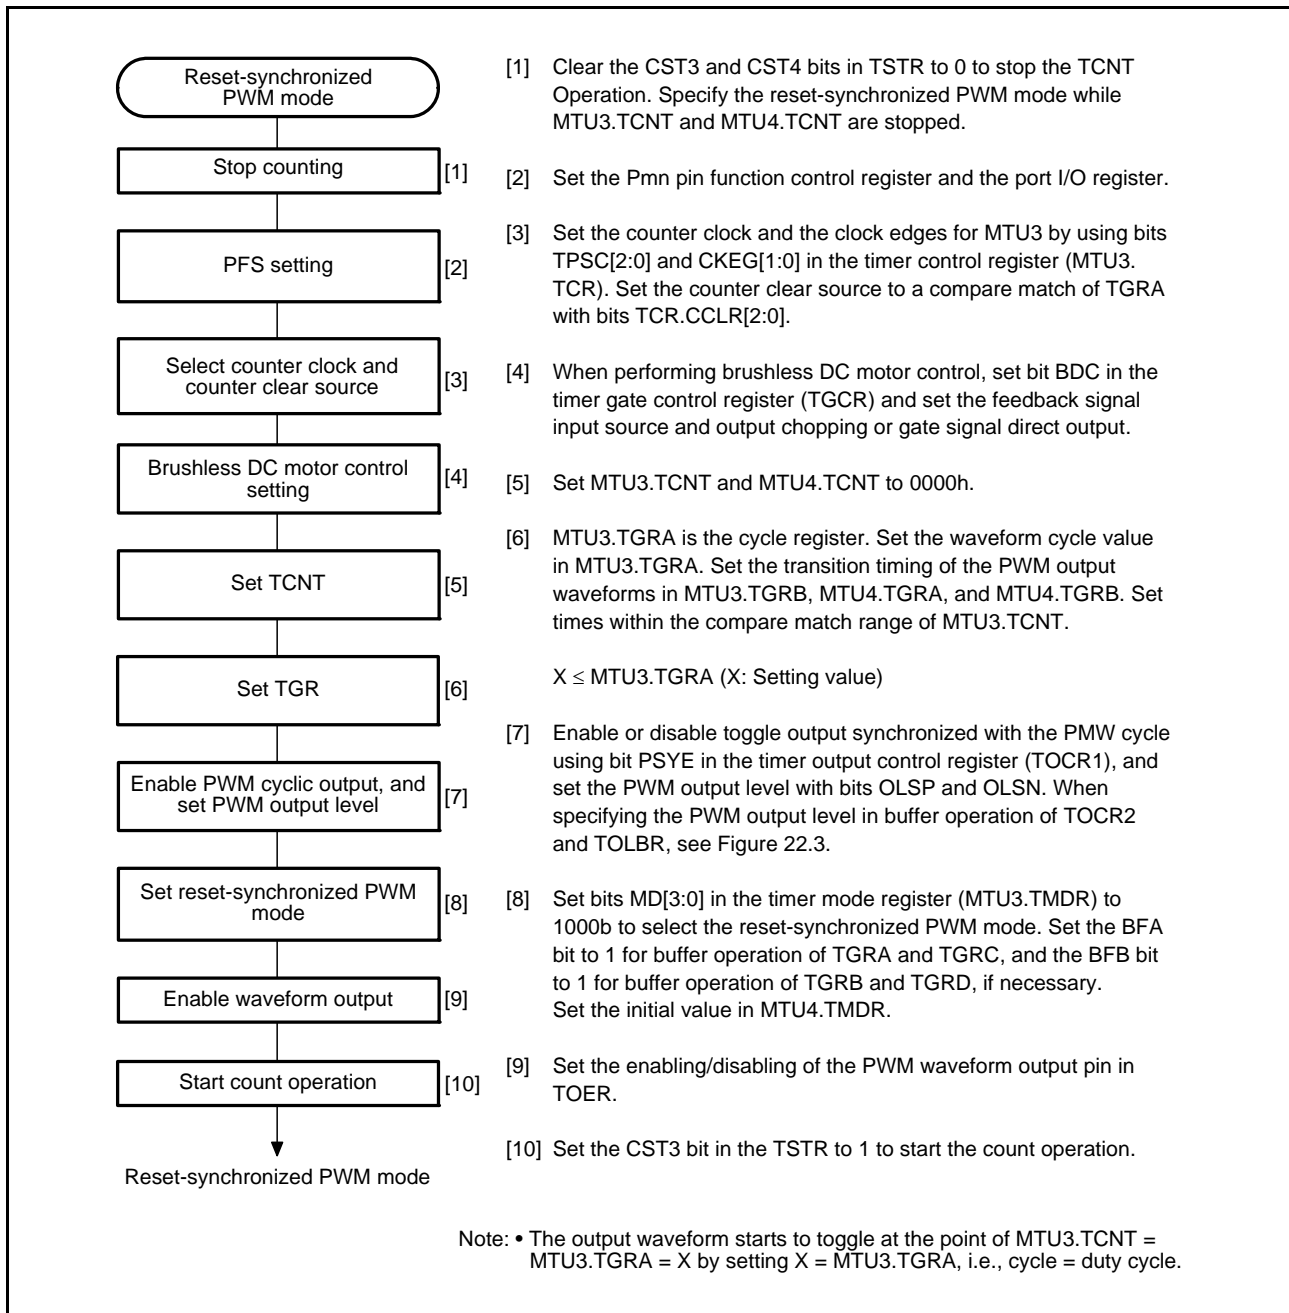 Reset-synchronized
PWM mode
Stop counting
[1]
PFS setting
[2]
Select counter clock and
counter clear source
[3]
Brushless DC motor control
setting
[4]
Set TCNT
[5]
Set TGR
[6]
Enable PWM cyclic output, and
set PWM output level
[7]
Set reset-synchronized PWM
mode
[8]
Enable waveform output
[9]
Start count operation
[10]
Reset-synchronized PWM mode
[1] Clear the CST3 and CST4 bits in TSTR to 0 to stop the TCNT
Operation. Specify the reset-synchronized PWM mode while
MTU3.TCNT and MTU4.TCNT are stopped.
[2] Set the Pmn pin function control register and the port I/O register.
[3] Set the counter clock and the clock edges for MTU3 by using bits
TPSC[2:0] and CKEG[1:0] in the timer control register (MTU3.
TCR). Set the counter clear source to a compare match of TGRA
with bits TCR.CCLR[2:0].
[4] When performing brushless DC motor control, set bit BDC in the
timer gate control register (TGCR) and set the feedback signal
input source and output chopping or gate signal direct output.
[5] Set MTU3.TCNT and MTU4.TCNT to 0000h.
[6] MTU3.TGRA is the cycle register. Set the waveform cycle value
in MTU3.TGRA. Set the transition timing of the PWM output
waveforms in MTU3.TGRB, MTU4.TGRA, and MTU4.TGRB. Set
times within the compare match range of MTU3.TCNT.
X ≤ MTU3.TGRA (X: Setting value)
[7] Enable or disable toggle output synchronized with the PMW cycle
using bit PSYE in the timer output control register (TOCR1), and
set the PWM output level with bits OLSP and OLSN. When
specifying the PWM output level in buffer operation of TOCR2
and TOLBR, see Figure 22.3.
[8] Set bits MD[3:0] in the timer mode register (MTU3.TMDR) to
1000b to select the reset-synchronized PWM mode. Set the BFA
bit to 1 for buffer operation of TGRA and TGRC, and the BFB bit
to 1 for buffer operation of TGRB and TGRD, if necessary.
Set the initial value in MTU4.TMDR.
[9] Set the enabling/disabling of the PWM waveform output pin in
TOER.
[10] Set the CST3 bit in the TSTR to 1 to start the count operation.
Note: • The output waveform starts to toggle at the point of MTU3.TCNT =
MTU3.TGRA = X by setting X = MTU3.TGRA, i.e., cycle = duty cycle.